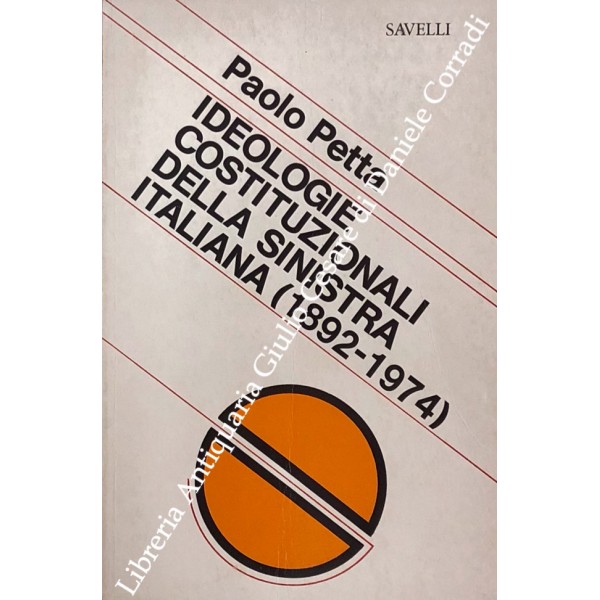 SAVELLI
Paolo Petta
IDEOLOGIE
COSTITUZIONALI
DELLA SINISTRA
ITALIANA (1892-1974)
Libreria Antiquaria Giulio Cesare di Daniele Corradi